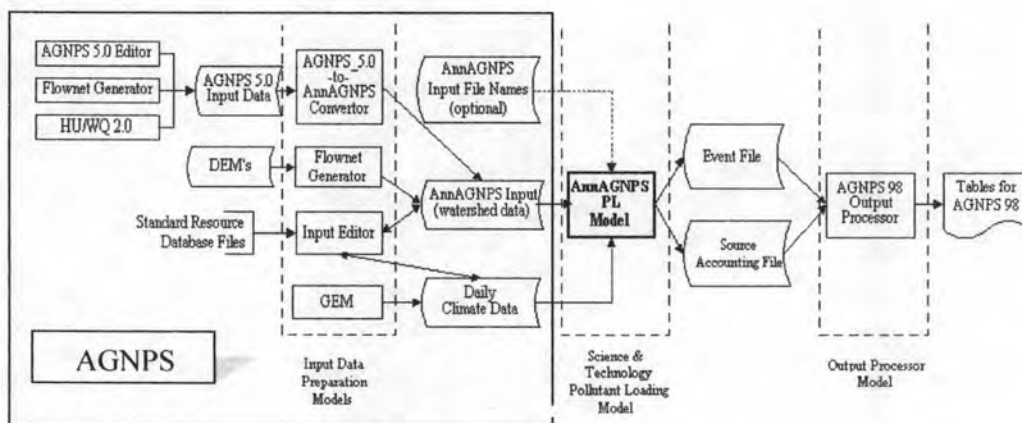 AGNPS 5.0 Editor
Flownet Generator
HU/WQ 2.0
AGNPS 5.0
Input Data
AGNPS_5.0
-to-
AnnAGNPS
Convertor
AnnAGNPS
Input File Names
(optional)
DEM's
Flownet
Generator
Standard Resource
Database Files
Input Editor
AnnAGNPS Input
(watershed data)
GEM
Daily
Climate Data
AnnAGNPS
PL
Model
Event File
Source
Accounting File
AGNPS 98
Output
Processor
Tables for
AGNPS 98
AGNPS
Input Data
Preparation
Models
Science &
Technology
Pollutant Loading
Model
Output Processor
Model